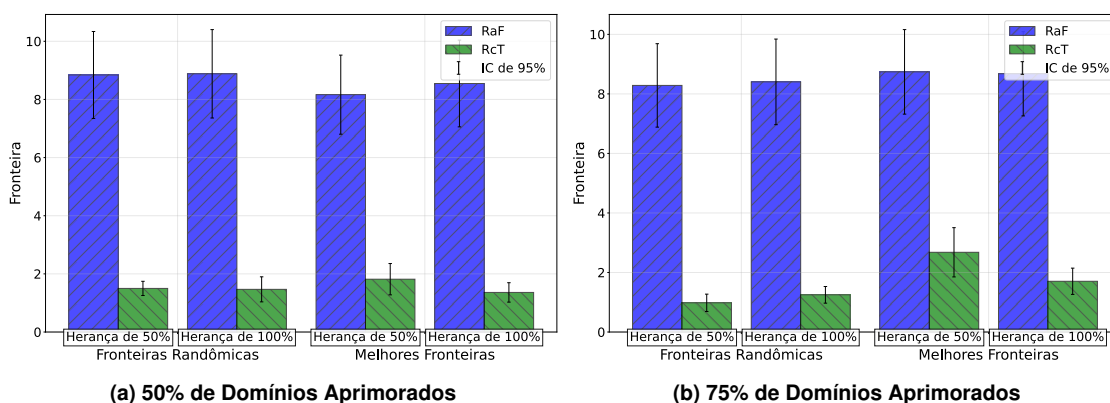 10
8
6
4
2
0
Fronteira
RaF
RcT
IC de 95%
Herança de 50% Herança de 100% Herança de 50% Herança de 100%
Fronteiras Randômicas Melhores Fronteiras
(a) 50% de Domínios Aprimorados
10
8
6
4
2
0
Fronteira
RaF
RcT
IC de 95%
Herança de 50% Herança de 100% Herança de 50% Herança de 100%
Fronteiras Randômicas Melhores Fronteiras
(b) 75% de Domínios Aprimorados